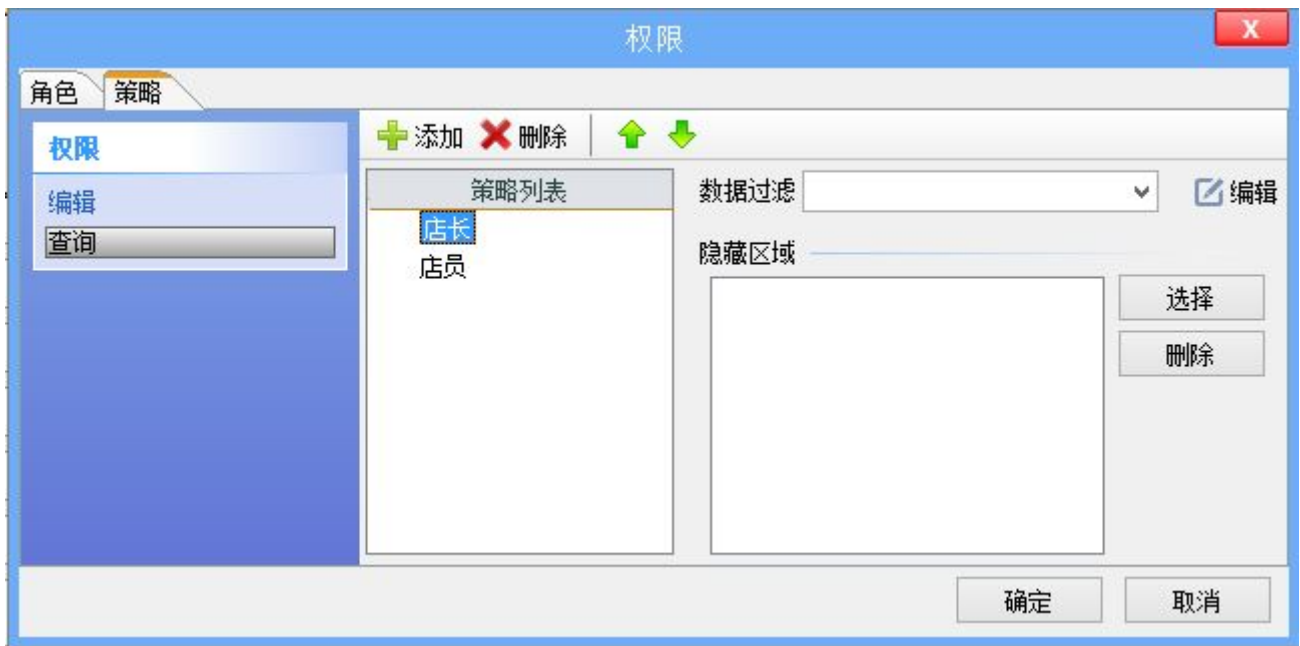 权限
X
角色 策略
权限
编辑
查询
添加 删除
策略列表
店长
店员
数据过滤 编辑
隐藏区域
选择
删除
确定 取消